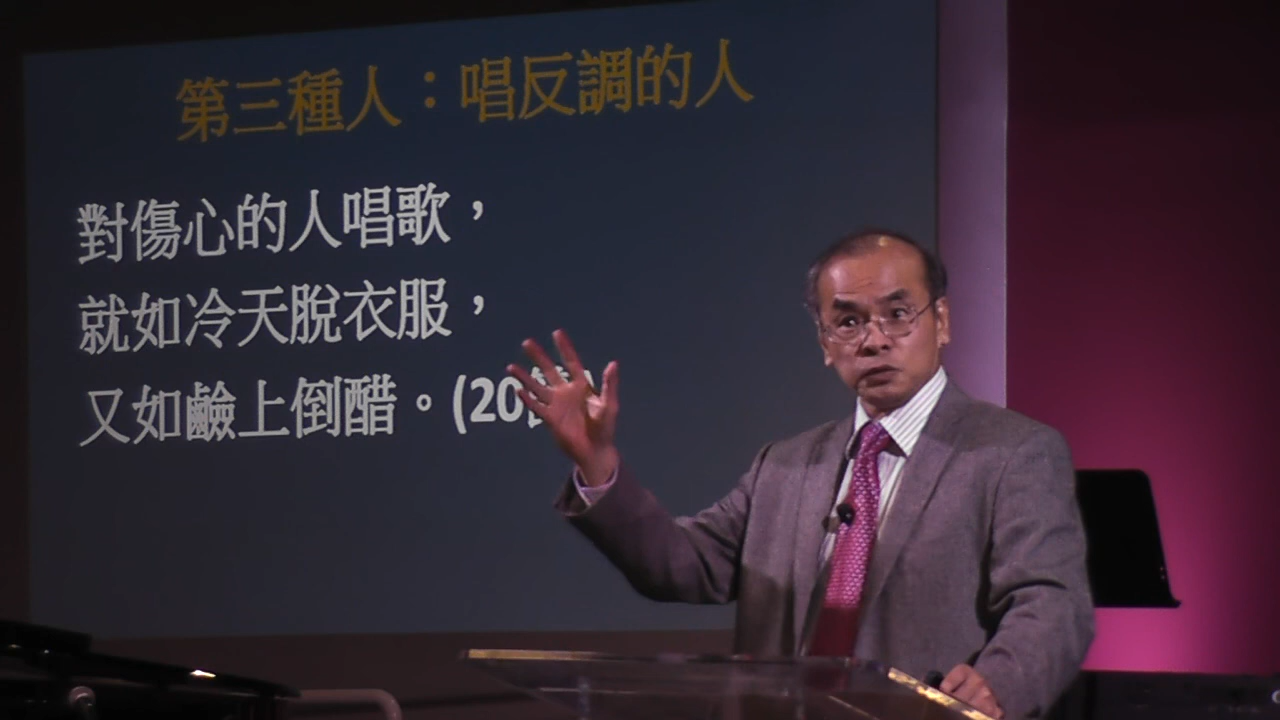 第三種人：唱反調的人
對傷心的人唱歌，
就如冷天脫衣服，
又如鹼上倒醋。(20